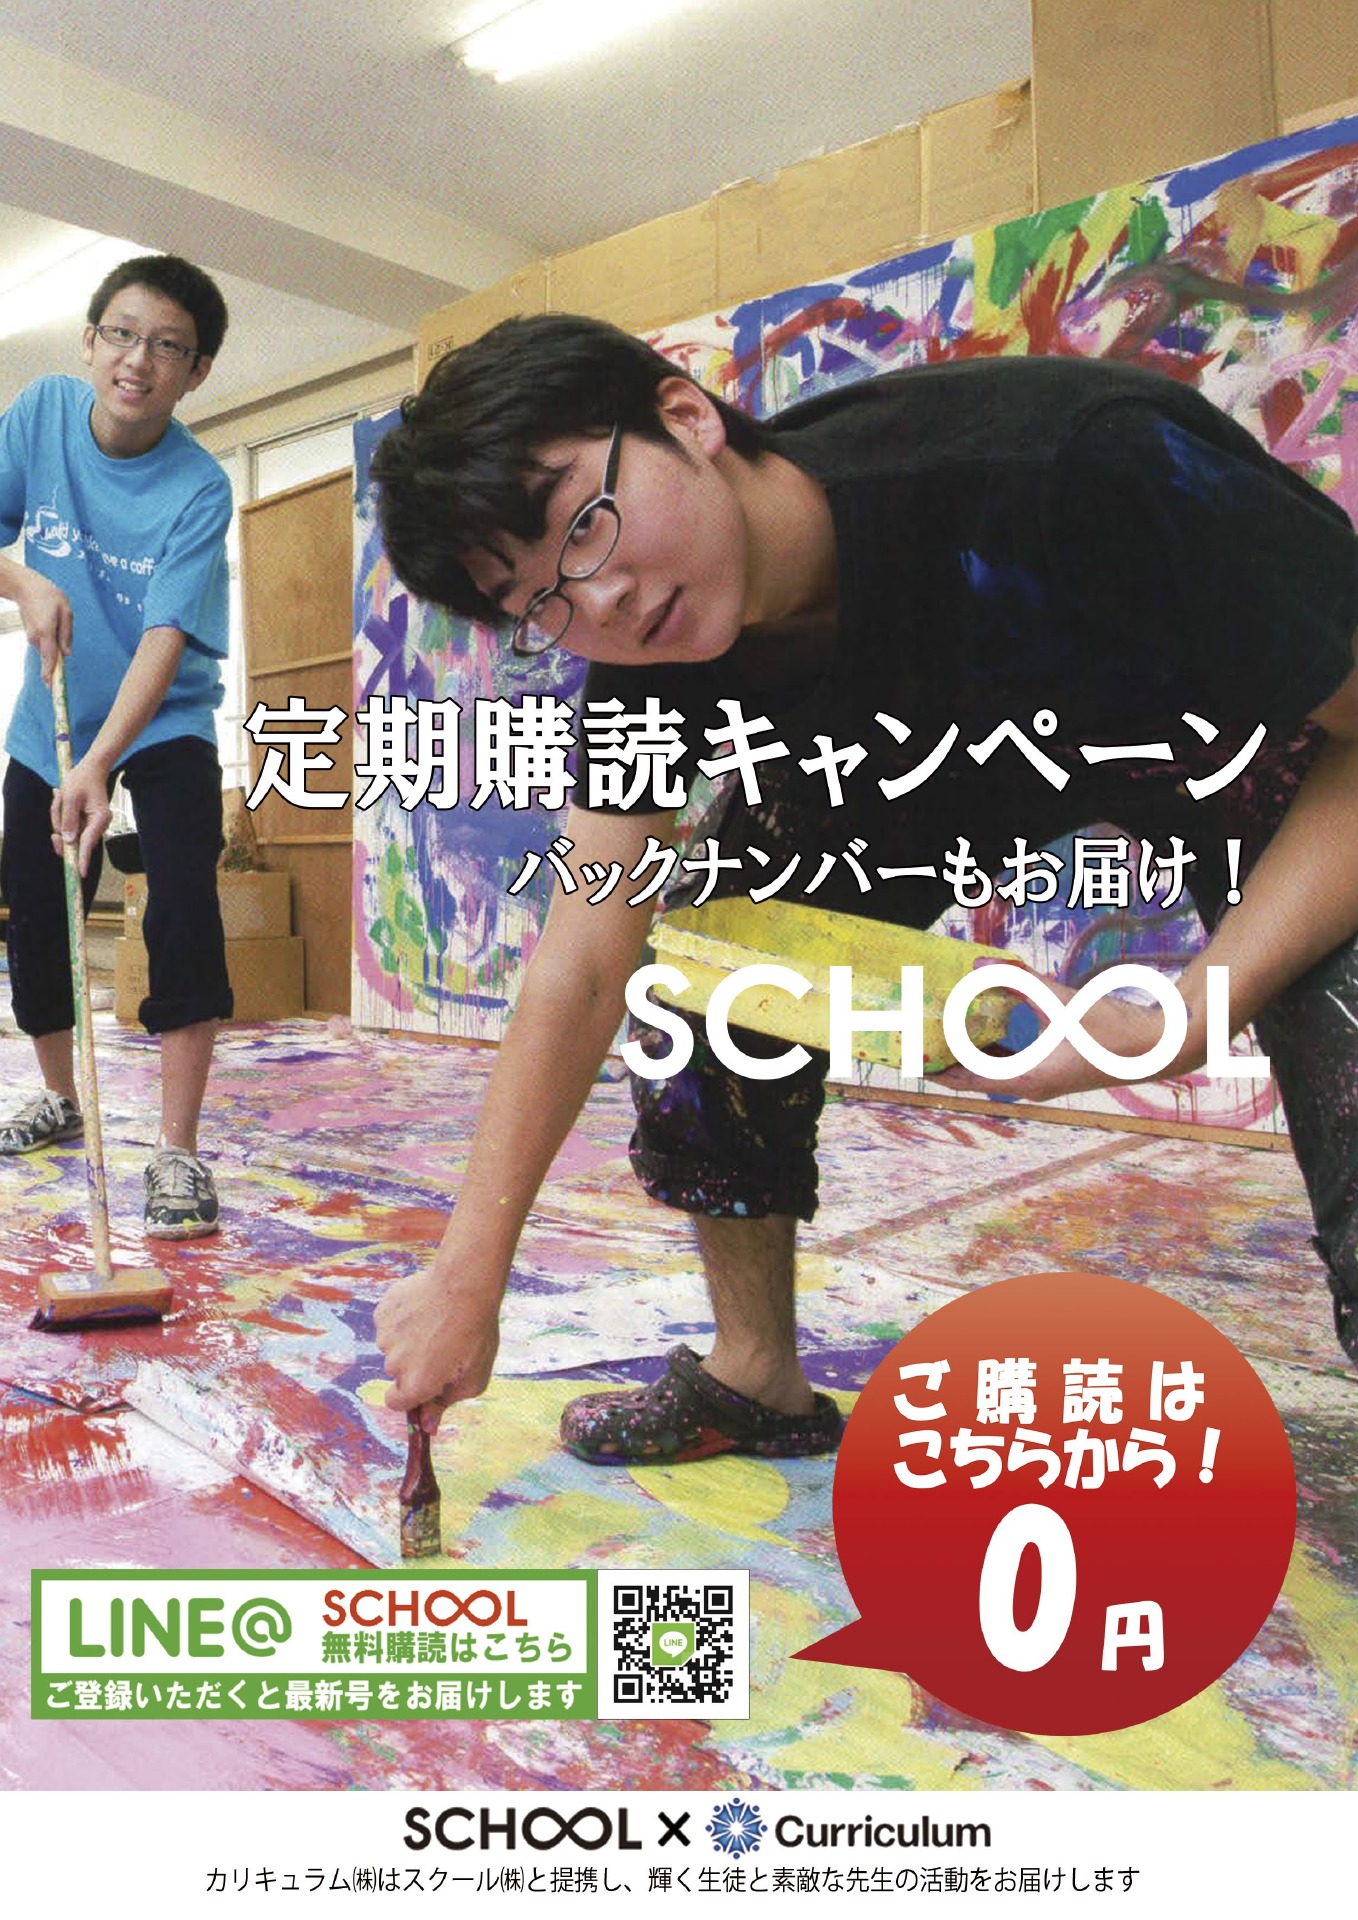 定期購読キャンペーン
バックナンバーもお届け！
SCHOOL
ご購読は
こちらから！
0円
LINE@
SCHOOL
無料購読はこちら
ご登録いただくと最新号をお届けします
LINE
SCHOOL × Curriculum
カリキュラム㈱はスクール㈱と提携し、輝く生徒と素敵な先生の活動をお届けします